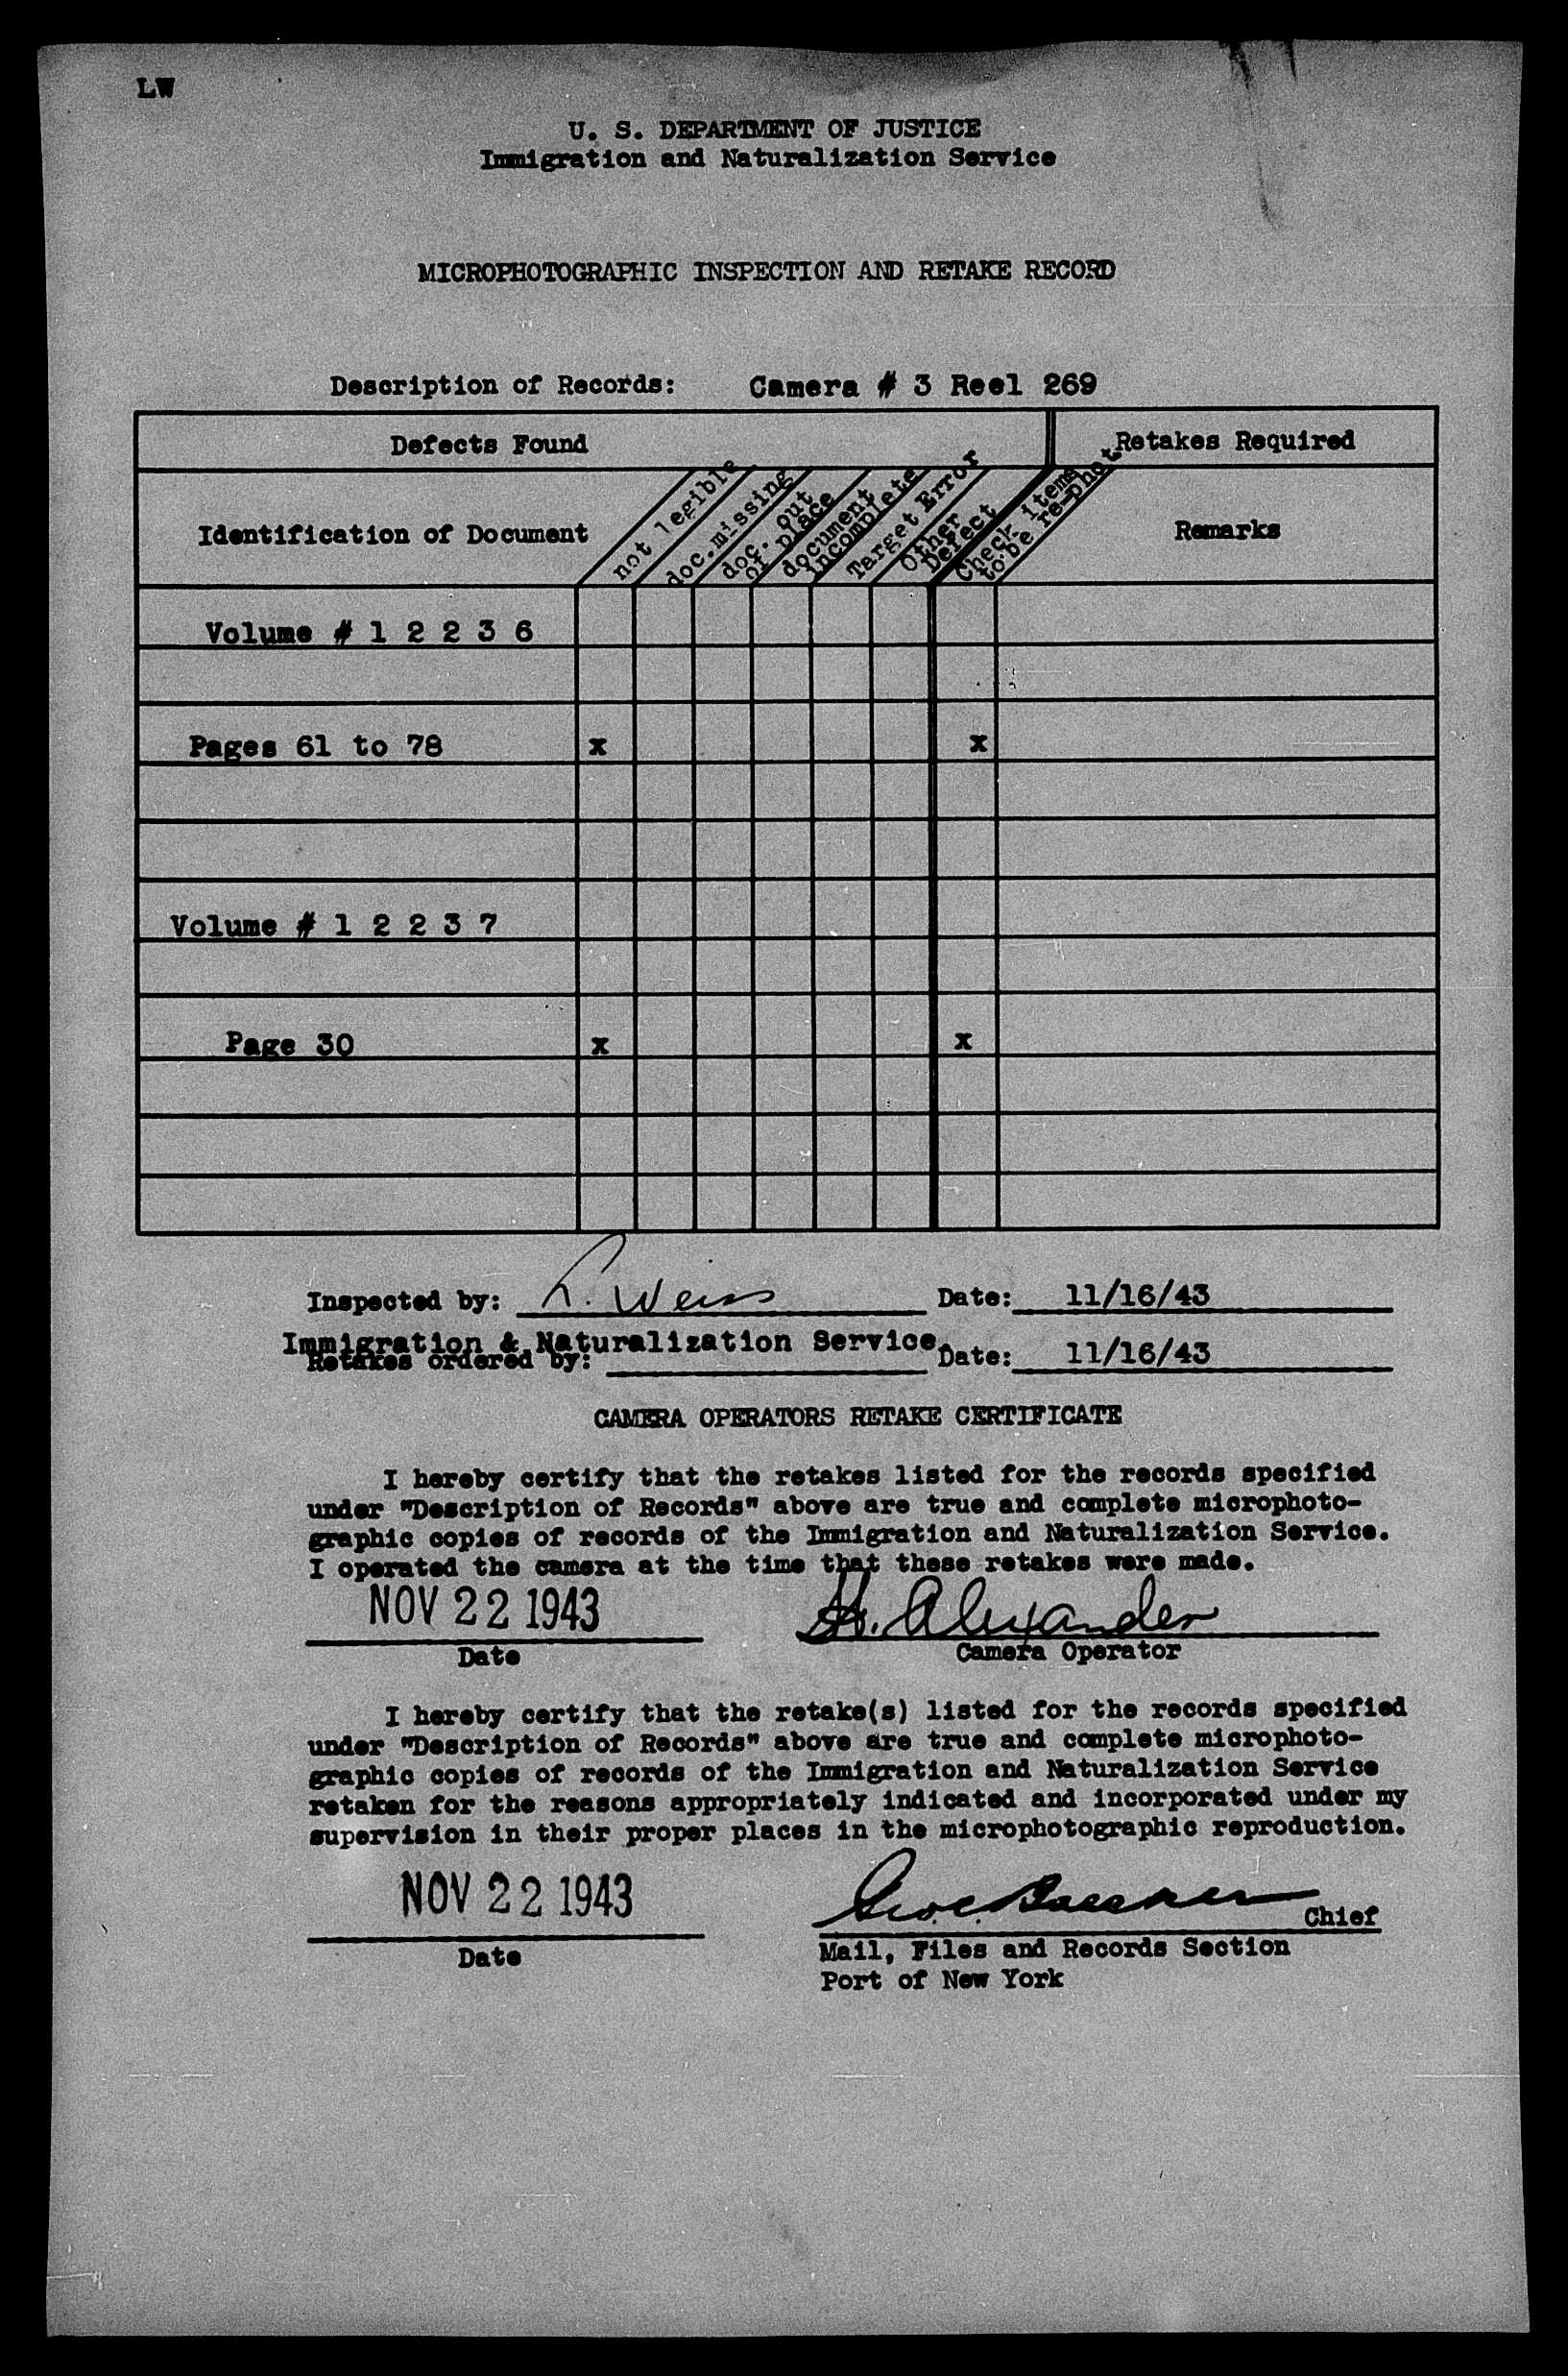 LW
U. S. DEPARTMENT OF JUSTICE
Immigration and Naturalization Service
MICROPHOTOGRAPHIC INSPECTION AND RETAKE RECORD
Description of Records: Camera # 3 Reel 269
Defects Found Retakes Required
Identification of Document
not legible
doc.missing
doc. out
of place
document
incomplete
Target Error
Other
Defect
Check items
to be re-phot.
Remarks
Volume # 1 2 2 3 6
Pages 61 to 78 x x
Volume # 1 2 2 3 7
Page 30 x x
Inspected by: L. Weiss Date: 11/16/43
Immigration & Naturalization Service.
Retakes ordered by: Date: 11/16/43
CAMERA OPERATORS RETAKE CERTIFICATE
I hereby certify that the retakes listed for the records specified
under "Description of Records" above are true and complete microphoto-
graphic copies of records of the Immigration and Naturalization Service.
I operated the camera at the time that these retakes were made.
NOV 22 1943 Alexander
Date Camera Operator
I hereby certify that the retake(s) listed for the records specified
under "Description of Records" above are true and complete microphoto-
graphic copies of records of the Immigration and Naturalization Service
retaken for the reasons appropriately indicated and incorporated under my
supervision in their proper places in the microphotographic reproduction.
NOV 22 1943 Chief
Date Mail, Files and Records Section
Port of New York